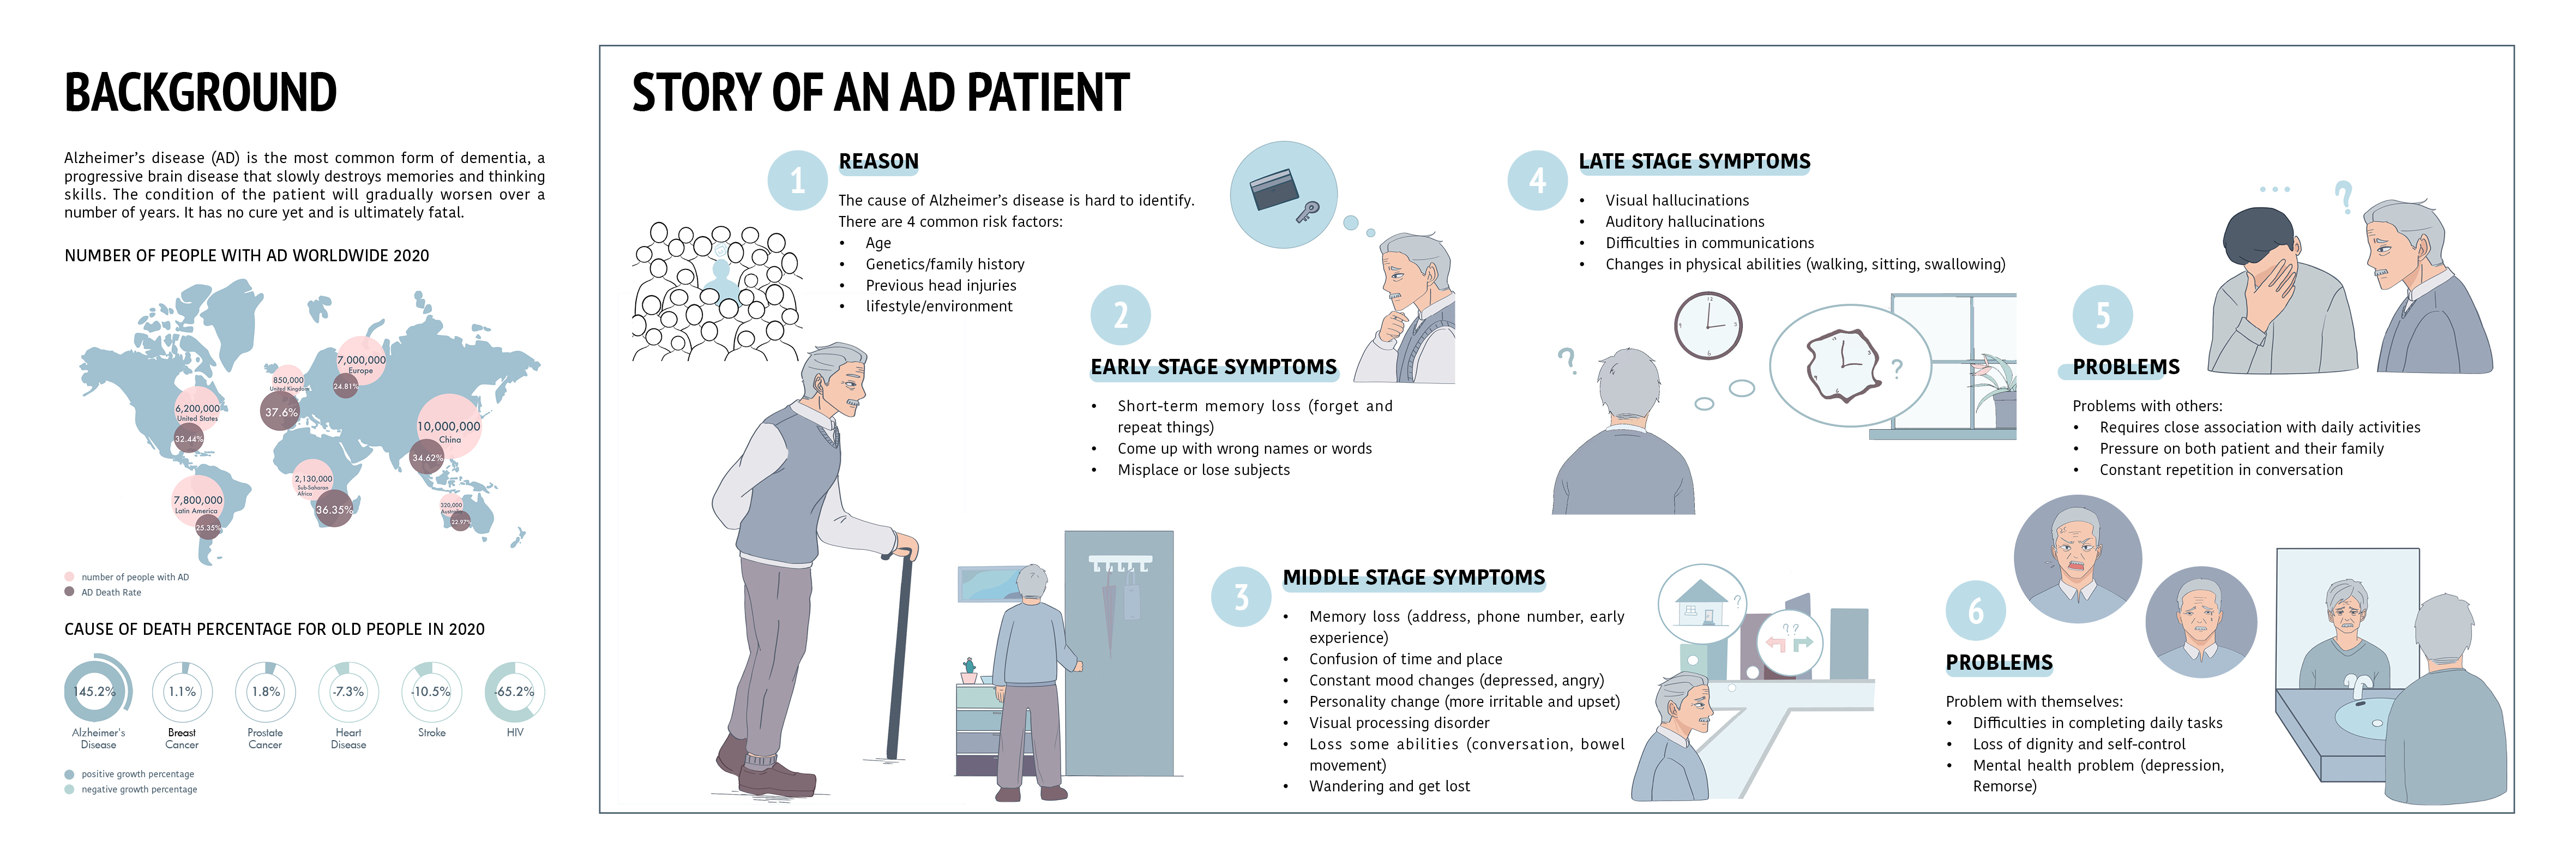 BACKGROUND
Alzheimer's disease (AD) is the most common form of dementia, a
progressive brain disease that slowly destroys memories and thinking
skills. The condition of the patient will gradually worsen over a
number of years. It has no cure yet and is ultimately fatal.
NUMBER OF PEOPLE WITH AD WORLDWIDE 2020
7,000,000
Europe
24.81%
850,000
United Kingdom
37.6%
6,200,000
United States
32.44%
10,000,000
China
34.62%
2,130,000
Sub-Saharan
Africa
36.35%
7,800,000
Latin America
25.35%
320,000
Australia
22.97%
number of people with AD
AD Death Rate
CAUSE OF DEATH PERCENTAGE FOR OLD PEOPLE IN 2020
145.2%
1.1%
1.8%
-7.3%
-10.5%
-65.2%
Alzheimer's
Disease
Breast
Cancer
Prostate
Cancer
Heart
Disease
Stroke
HIV
positive growth percentage
negative growth percentage
STORY OF AN AD PATIENT
1
REASON
The cause of Alzheimer's disease is hard to identify.
There are 4 common risk factors:
• Age
• Genetics/family history
• Previous head injuries
• lifestyle/environment
2
EARLY STAGE SYMPTOMS
• Short-term memory loss (forget and
repeat things)
• Come up with wrong names or words
• Misplace or lose subjects
3
MIDDLE STAGE SYMPTOMS
• Memory loss (address, phone number, early
experience)
• Confusion of time and place
• Constant mood changes (depressed, angry)
• Personality change (more irritable and upset)
• Visual processing disorder
• Loss some abilities (conversation, bowel
movement)
• Wandering and get lost
?
? ?
4
LATE STAGE SYMPTOMS
• Visual hallucinations
• Auditory hallucinations
• Difficulties in communications
• Changes in physical abilities (walking, sitting, swallowing)
?
12
3
6
9
?
...
?
5
PROBLEMS
Problems with others:
• Requires close association with daily activities
• Pressure on both patient and their family
• Constant repetition in conversation
6
PROBLEMS
Problem with themselves:
• Difficulties in completing daily tasks
• Loss of dignity and self-control
• Mental health problem (depression,
Remorse)